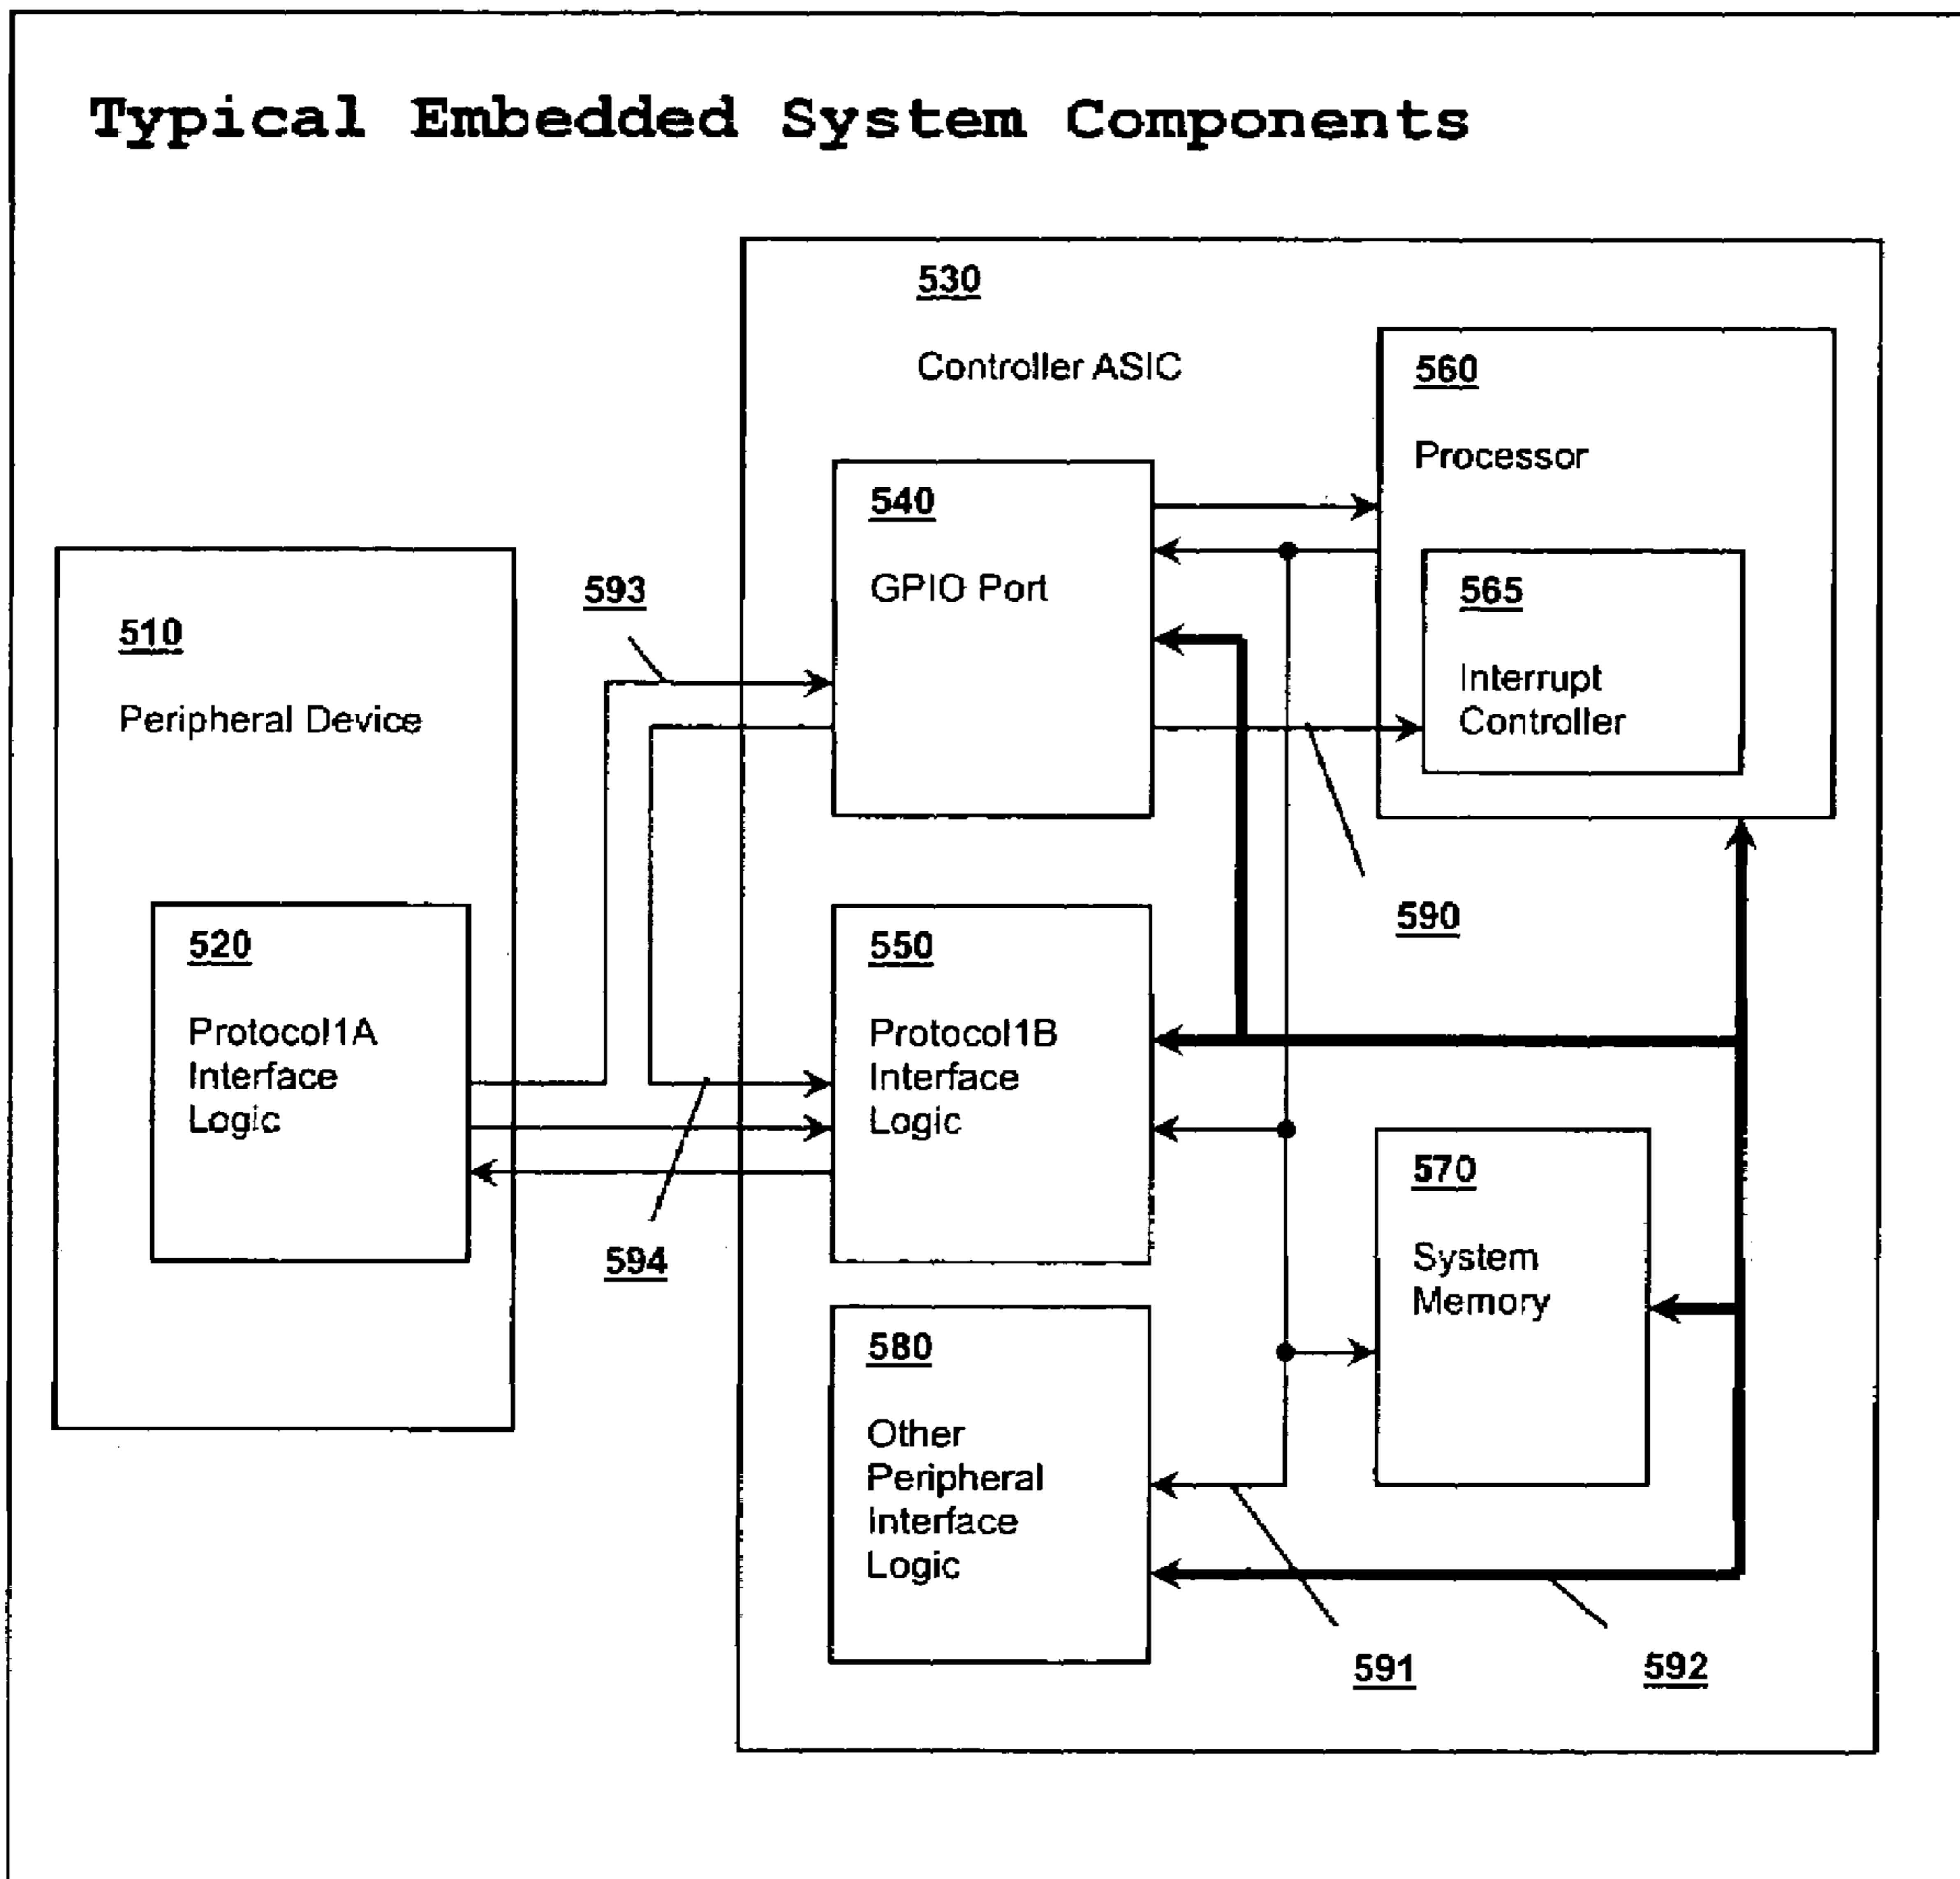 Typical Embedded System Components
530
Controller ASIC
560
Processor
540
GPIO Port
565
Interrupt
Controller
593
510
Peripheral Device
590
520
Protocol1A
Interface
Logic
550
Protocol1B
Interface
Logic
594
570
System
Memory
580
Other
Peripheral
Interface
Logic
591
592